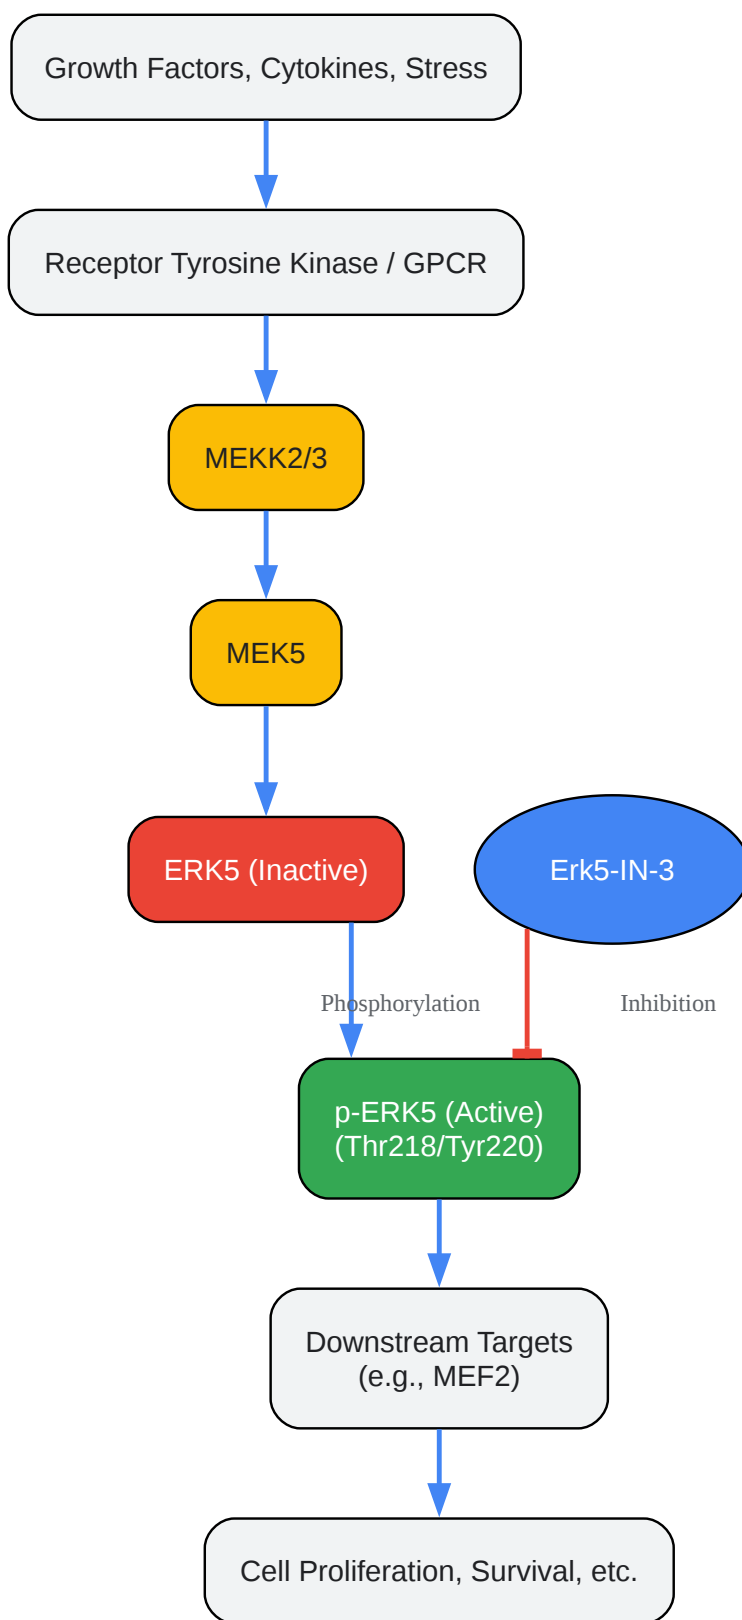 Growth Factors, Cytokines, Stress
Receptor Tyrosine Kinase / GPCR
MEKK2/3
MEK5
ERK5 (Inactive)
Erk5-IN-3
Phosphorylation
Inhibition
p-ERK5 (Active)
(Thr218/Tyr220)
Downstream Targets
(e.g., MEF2)
Cell Proliferation, Survival, etc.